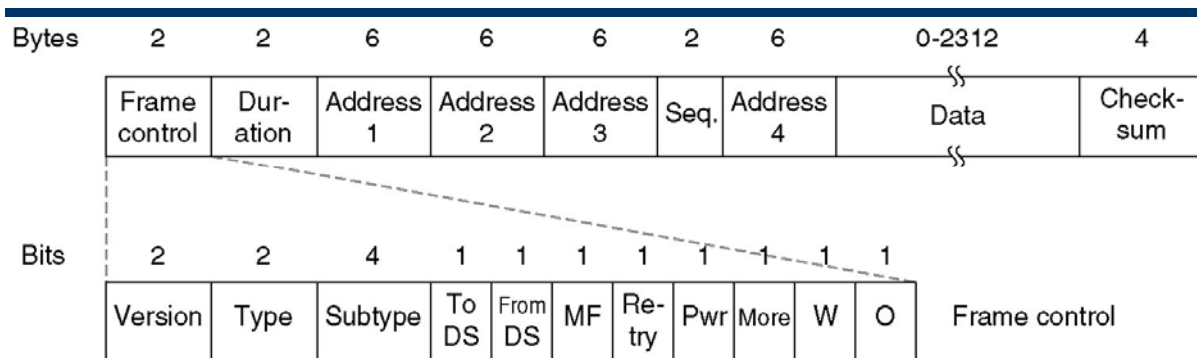 Bytes 2 2 6 6 6 2 6 0-2312 4
Frame control Dur-ation Address 1 Address 2 Address 3 Seq. Address 4 Data Check-sum
Bits 2 2 4 1 1 1 1 1 1 1 1
Version Type Subtype To DS From DS MF Re-try Pwr More W O Frame control